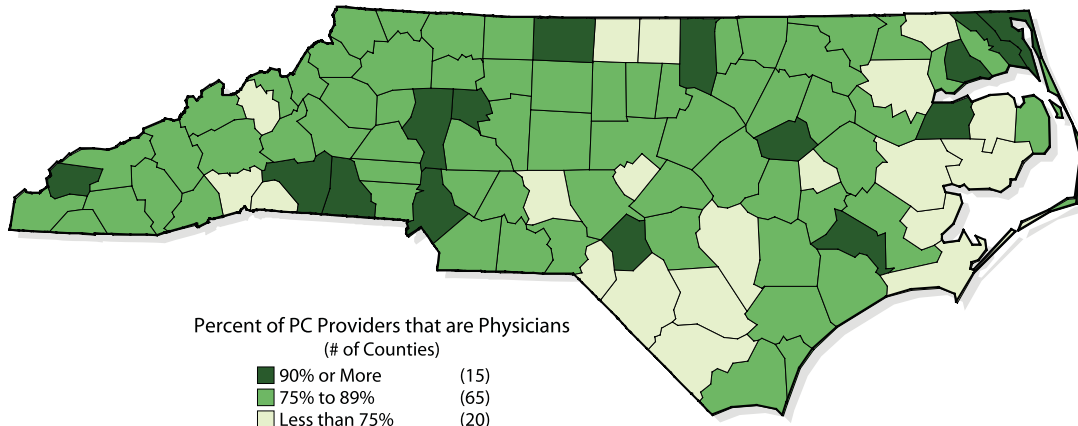 Percent of PC Providers that are Physicians
(# of Counties)
90% or More (15)
75% to 89% (65)
Less than 75% (20)